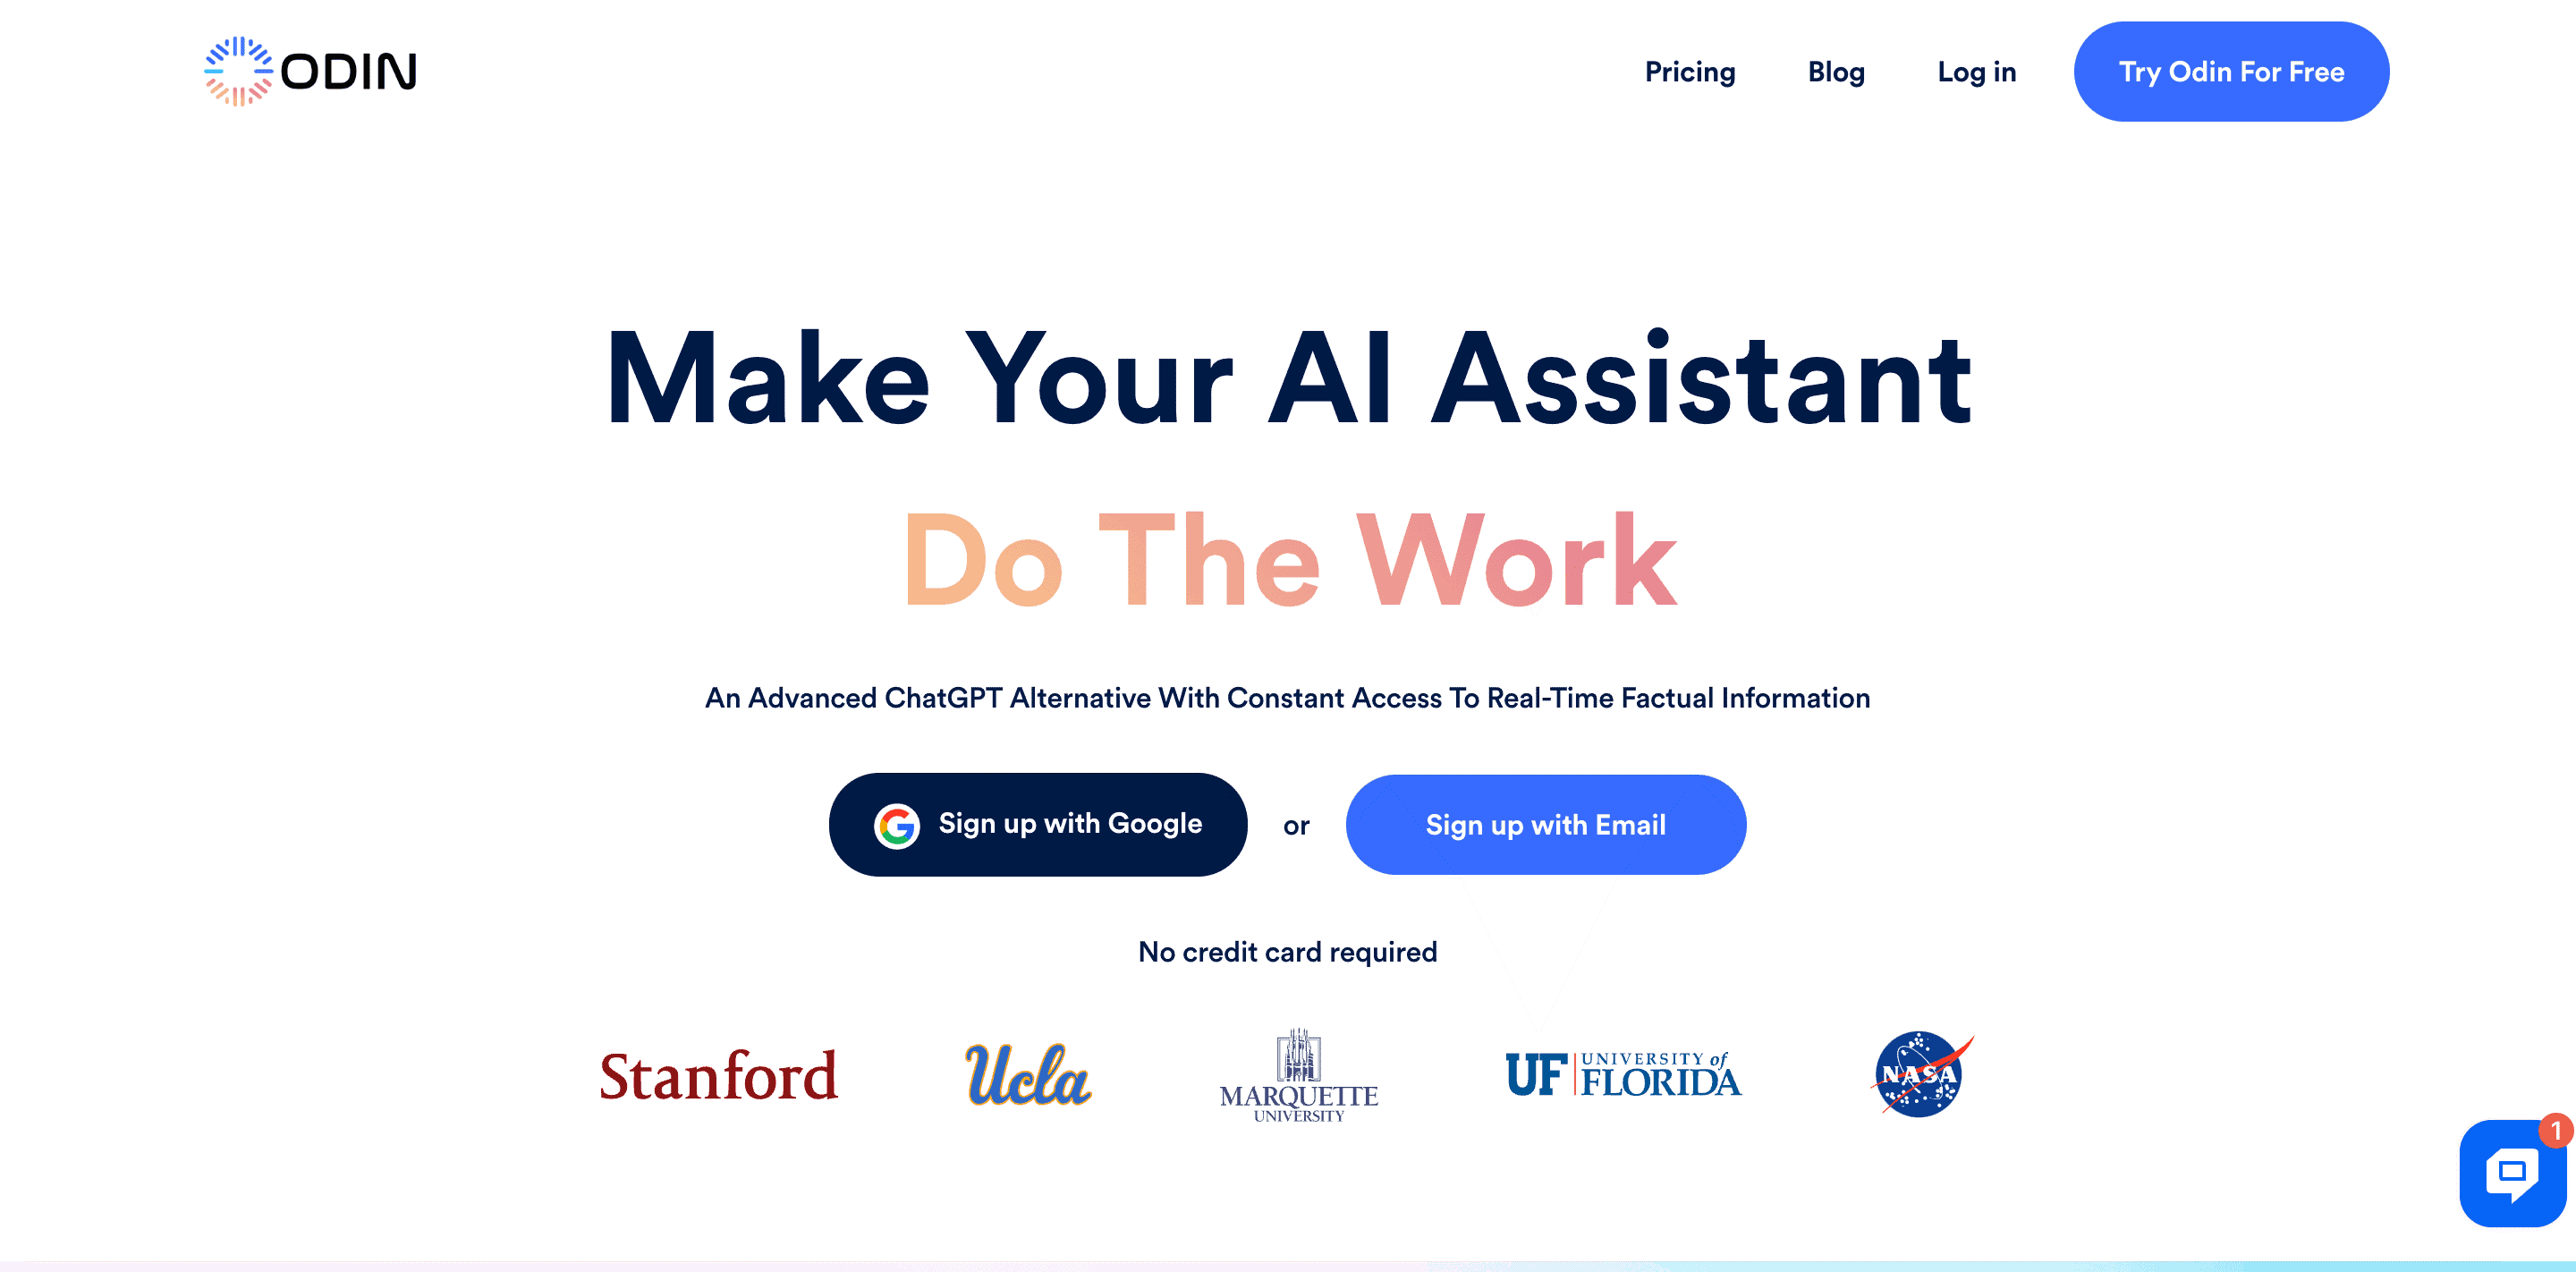 ODIN
Pricing
Blog
Log in
Try Odin For Free
Make Your AI Assistant
Do The Work
An Advanced ChatGPT Alternative With Constant Access To Real-Time Factual Information
Sign up with Google
or
Sign up with Email
No credit card required
Stanford
Ucla
MARQUETTE
UNIVERSITY
UF
UNIVERSITY of
FLORIDA
NASA
1